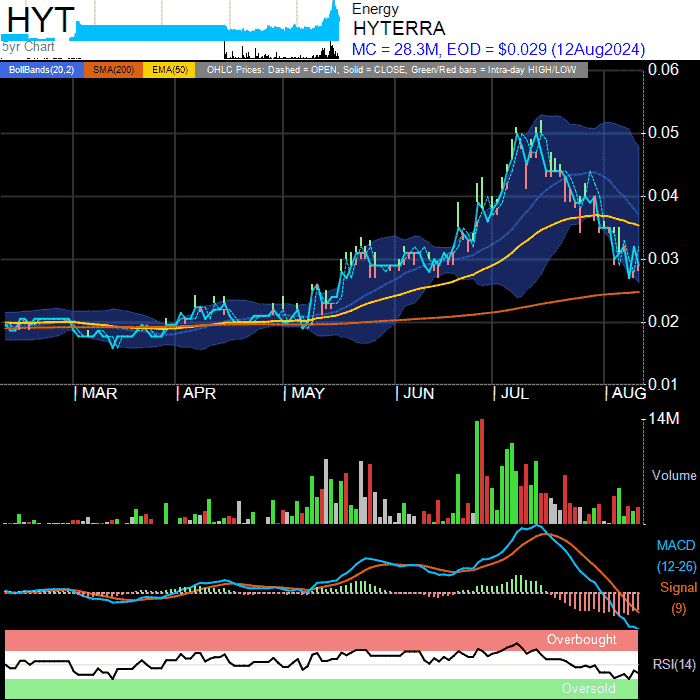 HYT
5yr Chart
Energy
HYTERRA
MC = 28.3M, EOD = $0.029 (12Aug2024)
BollBands(20,2) SMA(200) EMA(50) OHLC Prices: Dashed = OPEN, Solid = CLOSE, Green/Red bars = Intra-day HIGH/LOW
0.06
0.05
0.04
0.03
0.02
0.01
| MAR | APR | MAY | JUN | JUL | AUG
14M
Volume
MACD
(12-26)
Signal
(9)
Overbought
RSI(14)
Oversold